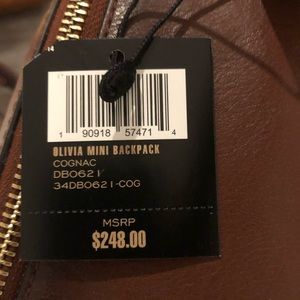 1 90918 57471 4
OLIVIA MINI BACKPACK
COGNAC
DB0621
34DB0621-COG
MSRP
$248.00